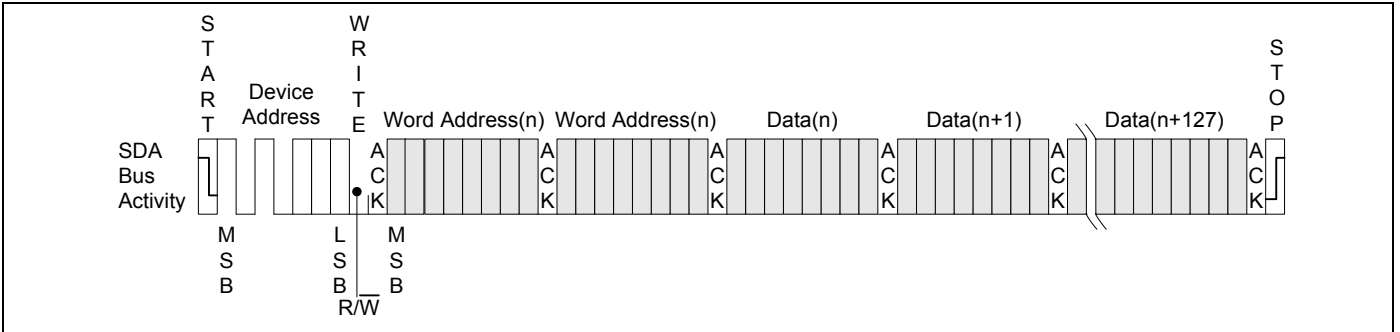 START
WRITE
STOP
Device
Address
Word Address(n) Word Address(n) Data(n) Data(n+1) Data(n+127)
SDA
Bus
Activity
ACK ACK ACK ACK ACK ACK
MSB LSB MSB
R/W̅